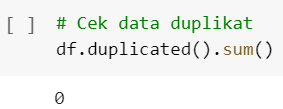 [ ] # Cek data duplikat
df.duplicated().sum()
0